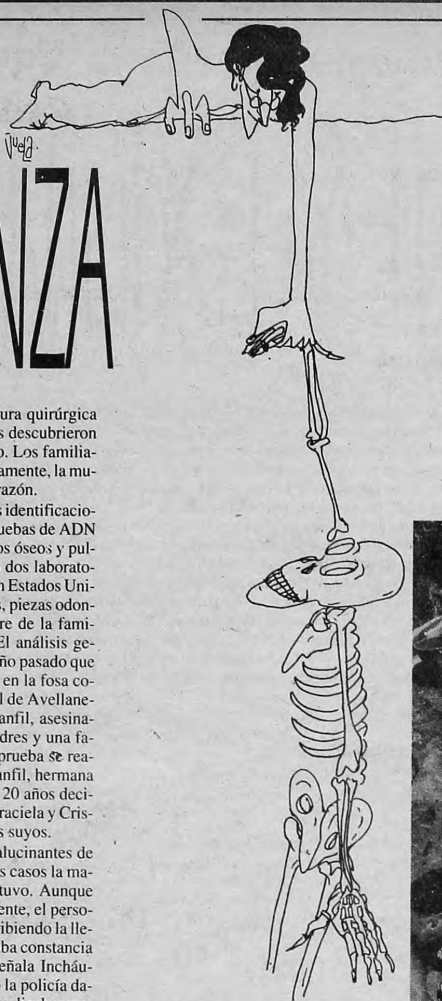 NZA
ura quirúrgica
s descubrieron
o. Los familia-
amente, la mu-
razón.
s identificacio-
uebas de ADN
os óseos y pul-
dos laborato-
n Estados Uni-
s, piezas odon-
re de la fami-
El análisis ge-
ño pasado que
en la fosa co-
l de Avellane-
anfil, asesina-
dres y una fa-
prueba se rea-
anfil, hermana
20 años deci-
raciela y Cris-
s suyos.
alucinantes de
s casos la ma-
tuvo. Aunque
ente, el perso-
ribiendo la lle-
ba constancia
eñala Incháu-
o la policía da-